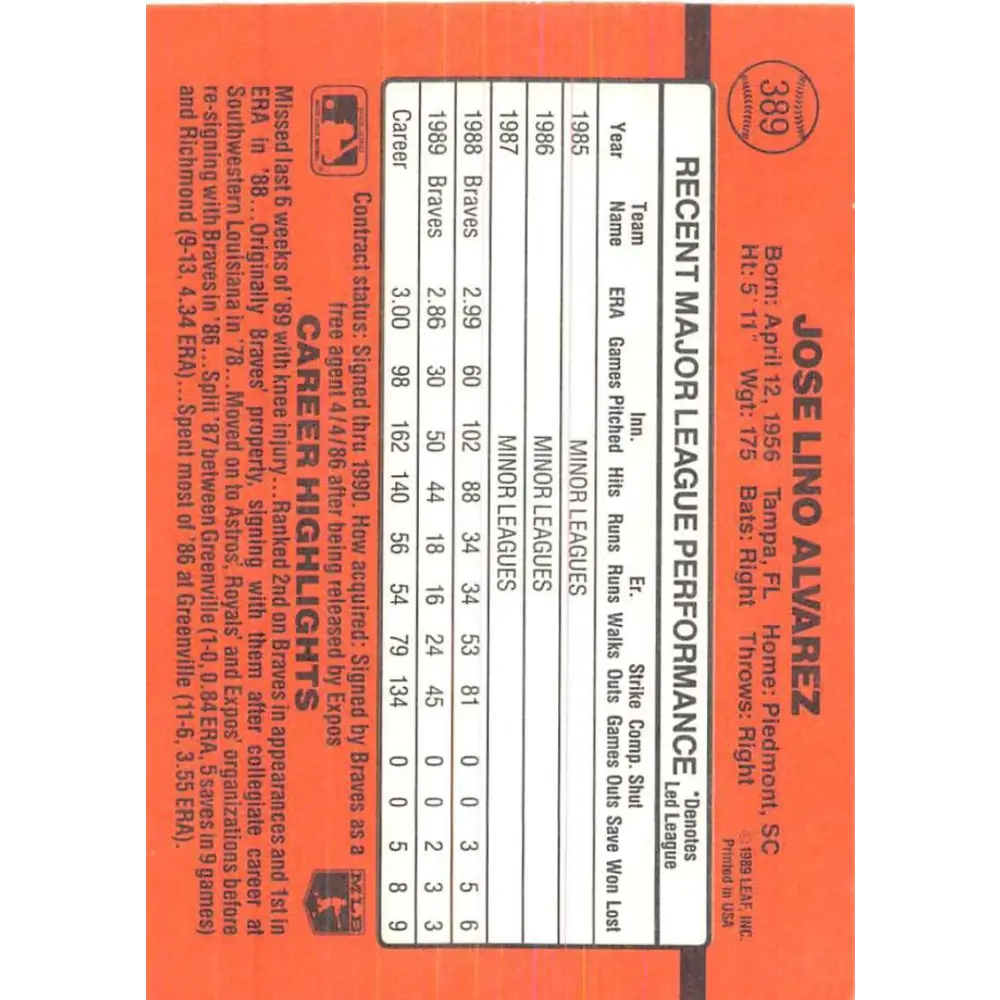 389
JOSE LINO ALVAREZ
Born: April 12, 1956 Tampa, FL Home: Piedmont, SC
Ht: 5' 11" Wgt: 175 Bats: Right Throws: Right
© 1989 LEAF, INC.
Printed in USA
RECENT MAJOR LEAGUE PERFORMANCE *Denotes Led League
Team Inn. Er. Strike Comp. Shut
Year Name ERA Games Pitched Hits Runs Runs Walks Outs Games Outs Save Won Lost
1985 MINOR LEAGUES
1986 MINOR LEAGUES
1987 MINOR LEAGUES
1988 Braves 2.99 60 102 88 34 34 53 81 0 0 3 5 6
1989 Braves 2.86 30 50 44 18 16 24 45 0 0 2 3 3
Career 3.00 98 162 140 56 54 79 134 0 0 5 8 9
Contract status: Signed thru 1990. How acquired: Signed by Braves as a
free agent 4/4/86 after being released by Expos
MLB
CAREER HIGHLIGHTS
Missed last 6 weeks of '89 with knee injury...Ranked 2nd on Braves in appearances and 1st in
ERA in '88...Originally Braves' property, signing with them after collegiate career at
Southwestern Louisiana in '78...Moved on to Astros', Royals' and Expos' organizations before
re-signing with Braves in '86...Split '87 between Greenville (1-0, 0.84 ERA, 5 saves in 9 games)
and Richmond (9-13, 4.34 ERA)...Spent most of '86 at Greenville (11-6, 3.55 ERA).